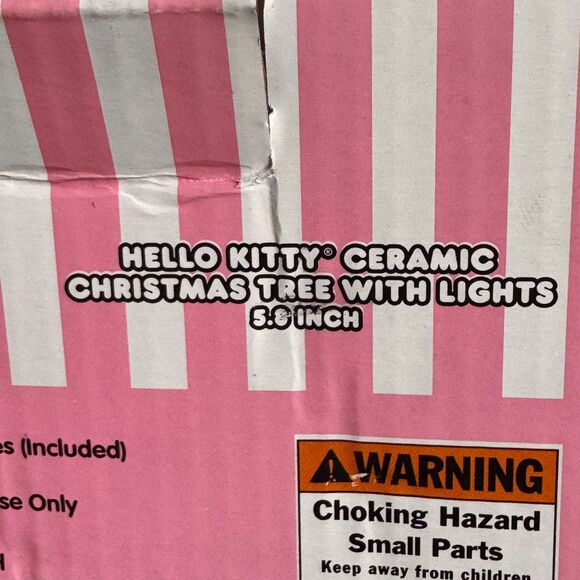 HELLO KITTY® CERAMIC
CHRISTMAS TREE WITH LIGHTS
5.8 INCH
es (Included)
se Only
WARNING
Choking Hazard
Small Parts
Keep away from children